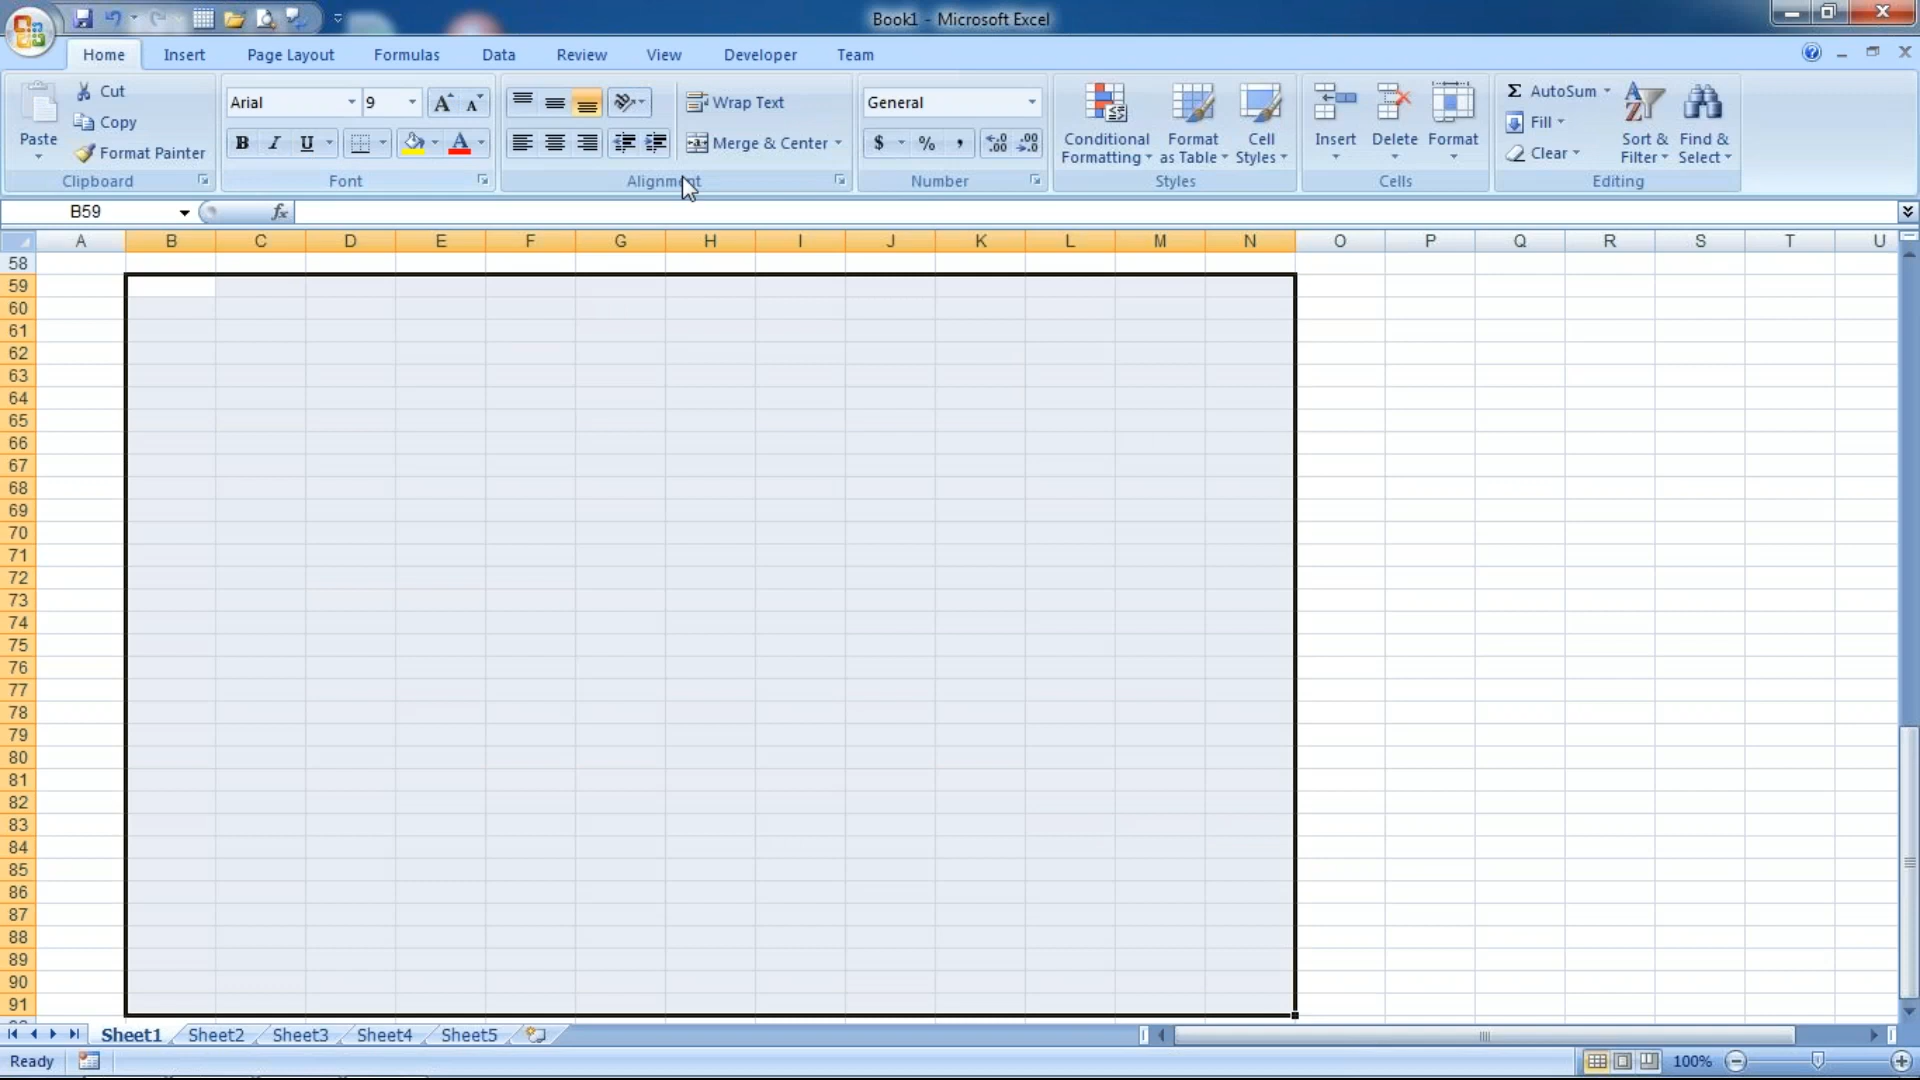 Book1 - Microsoft Excel
Home Insert Page Layout Formulas Data Review View Developer Team
Paste
Cut
Copy
Format Painter
Clipboard
Arial 9 A A
B I U A
Font
Wrap Text
Merge & Center
Alignment
General
$ % ,
Number
Conditional Formatting
Format as Table
Cell Styles
Styles
Insert Delete Format
Cells
Σ AutoSum
Fill
Clear
Sort & Filter
Find & Select
Editing
B59 fx
A B C D E F G H I J K L M N O P Q R S T U
58
59
60
61
62
63
64
65
66
67
68
69
70
71
72
73
74
75
76
77
78
79
80
81
82
83
84
85
86
87
88
89
90
91
Sheet1 Sheet2 Sheet3 Sheet4 Sheet5
Ready 100%